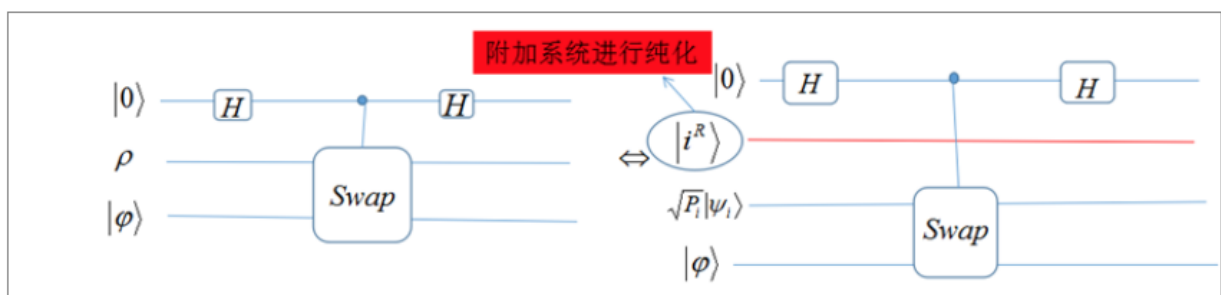 附加系统进行纯化
|0⟩ H H
ρ
|φ⟩
Swap
⇔
|0⟩ H H
|i^R⟩
√P_i|ψ_i⟩
|φ⟩
Swap